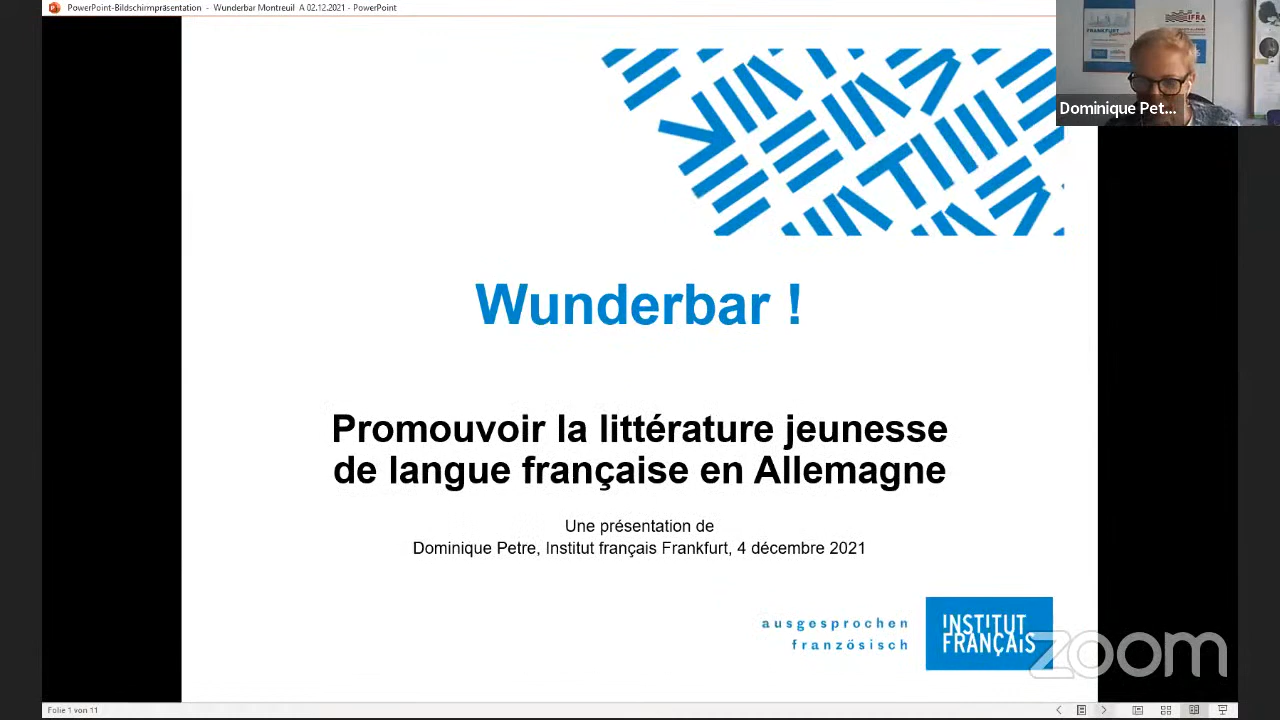 PowerPoint-Bildschirmpräsentation - Wunderbar Montreuil A 02.12.2021 - PowerPoint
FRANKFURT
IFRA
Dominique Pet...
Wunderbar !
Promouvoir la littérature jeunesse
de langue française en Allemagne
Une présentation de
Dominique Petre, Institut français Frankfurt, 4 décembre 2021
ausgesprochen
französisch
INSTITUT
FRANÇAIS
zoom
Folie 1 von 11